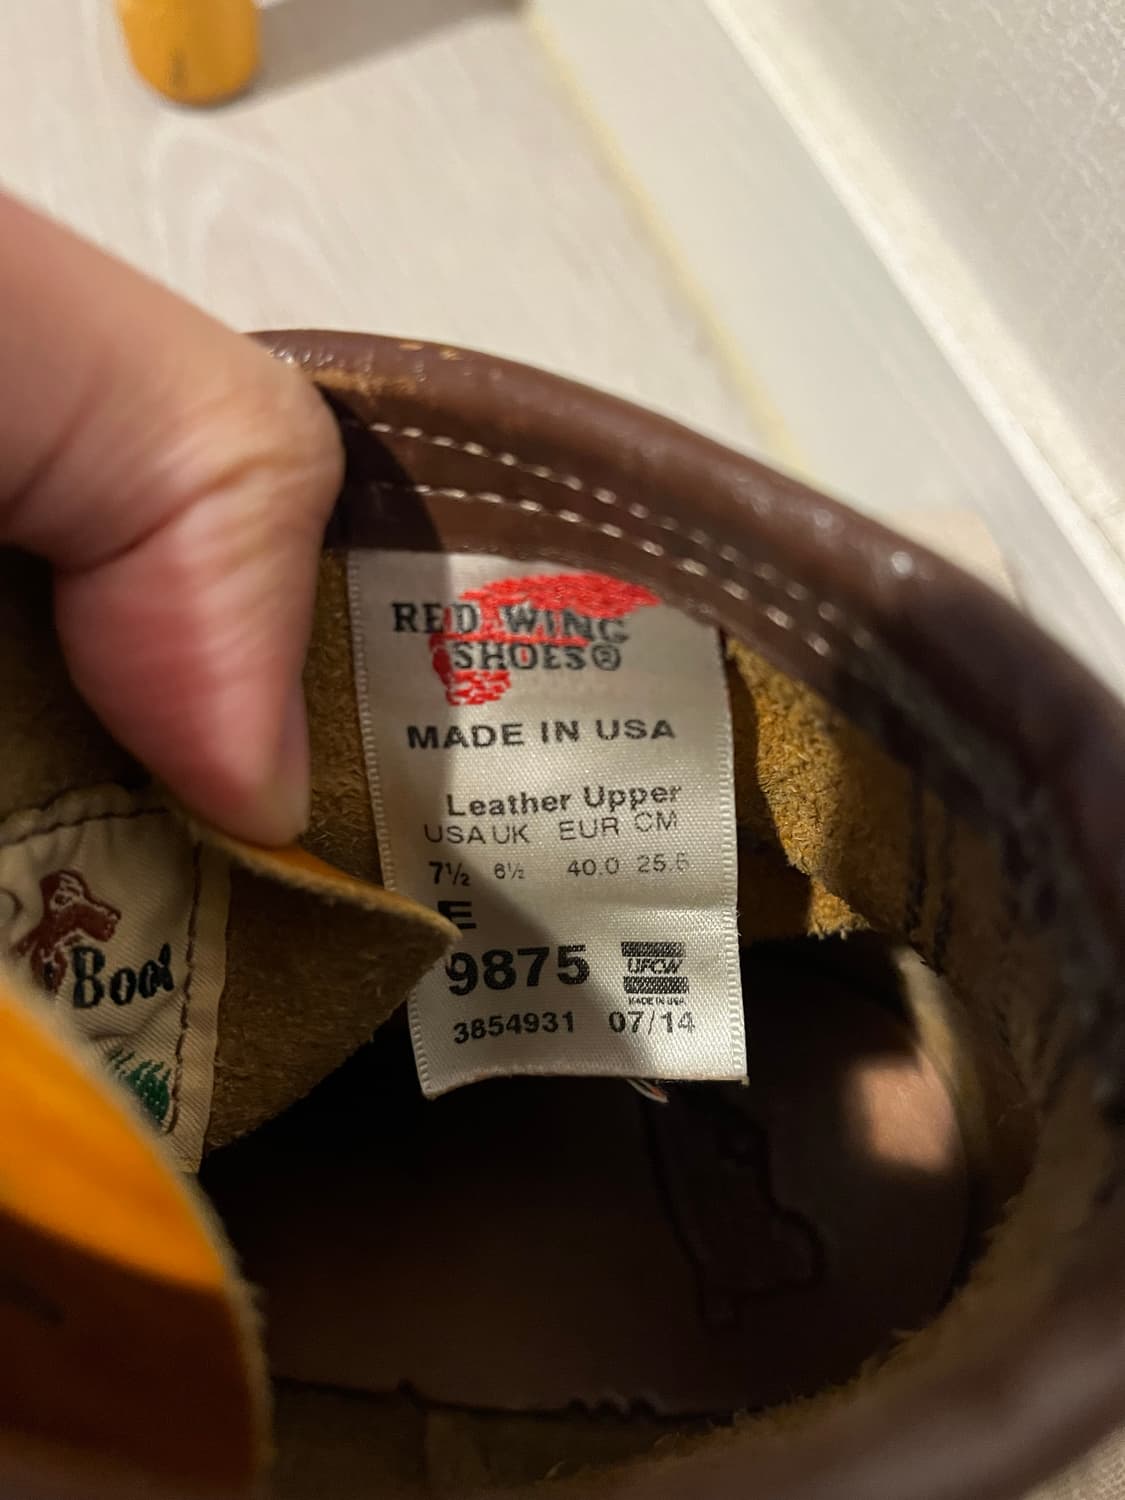 RED WING
SHOES®
MADE IN USA
Leather Upper
USA UK EUR CM
7½ 6½ 40.0 25.5
E
9875
UFCW
MADE IN USA
3854931 07/14
Boot